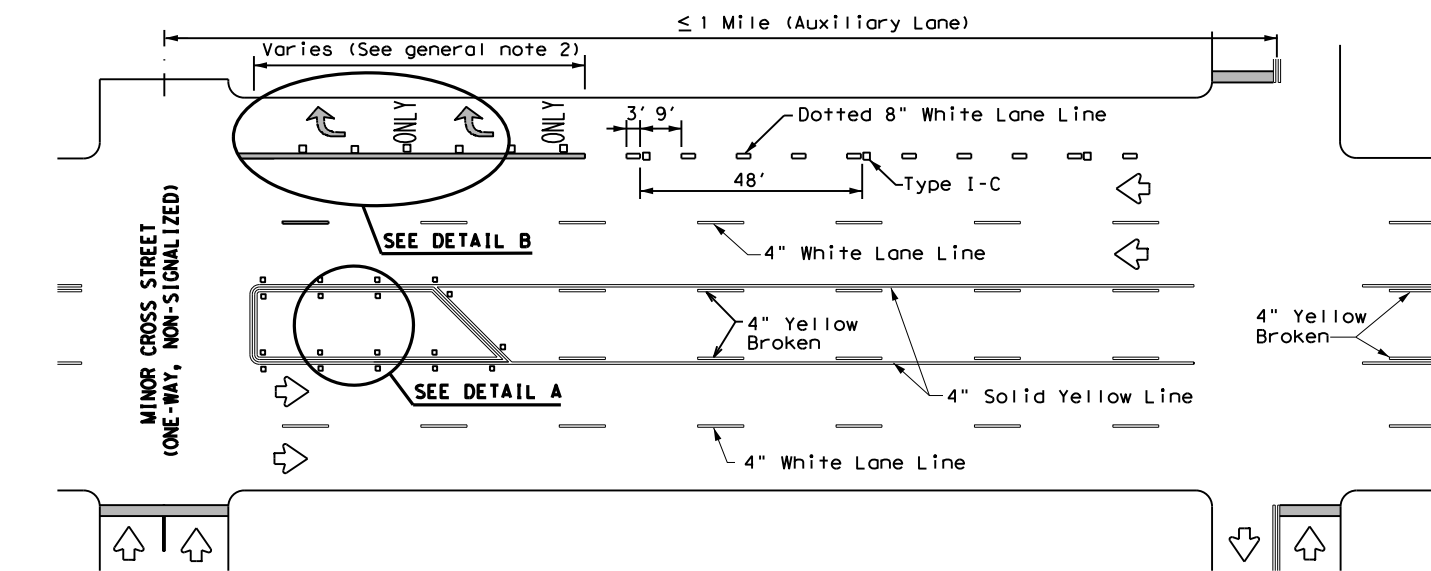 ≤ 1 Mile (Auxiliary Lane)
Varies (See general note 2)
ONLY
ONLY
3' 9'
Dotted 8" White Lane Line
48'
Type I-C
SEE DETAIL B
4" White Lane Line
MINOR CROSS STREET
(ONE-WAY, NON-SIGNALIZED)
4" Yellow
Broken
4" Yellow
Broken
SEE DETAIL A
4" Solid Yellow Line
4" White Lane Line